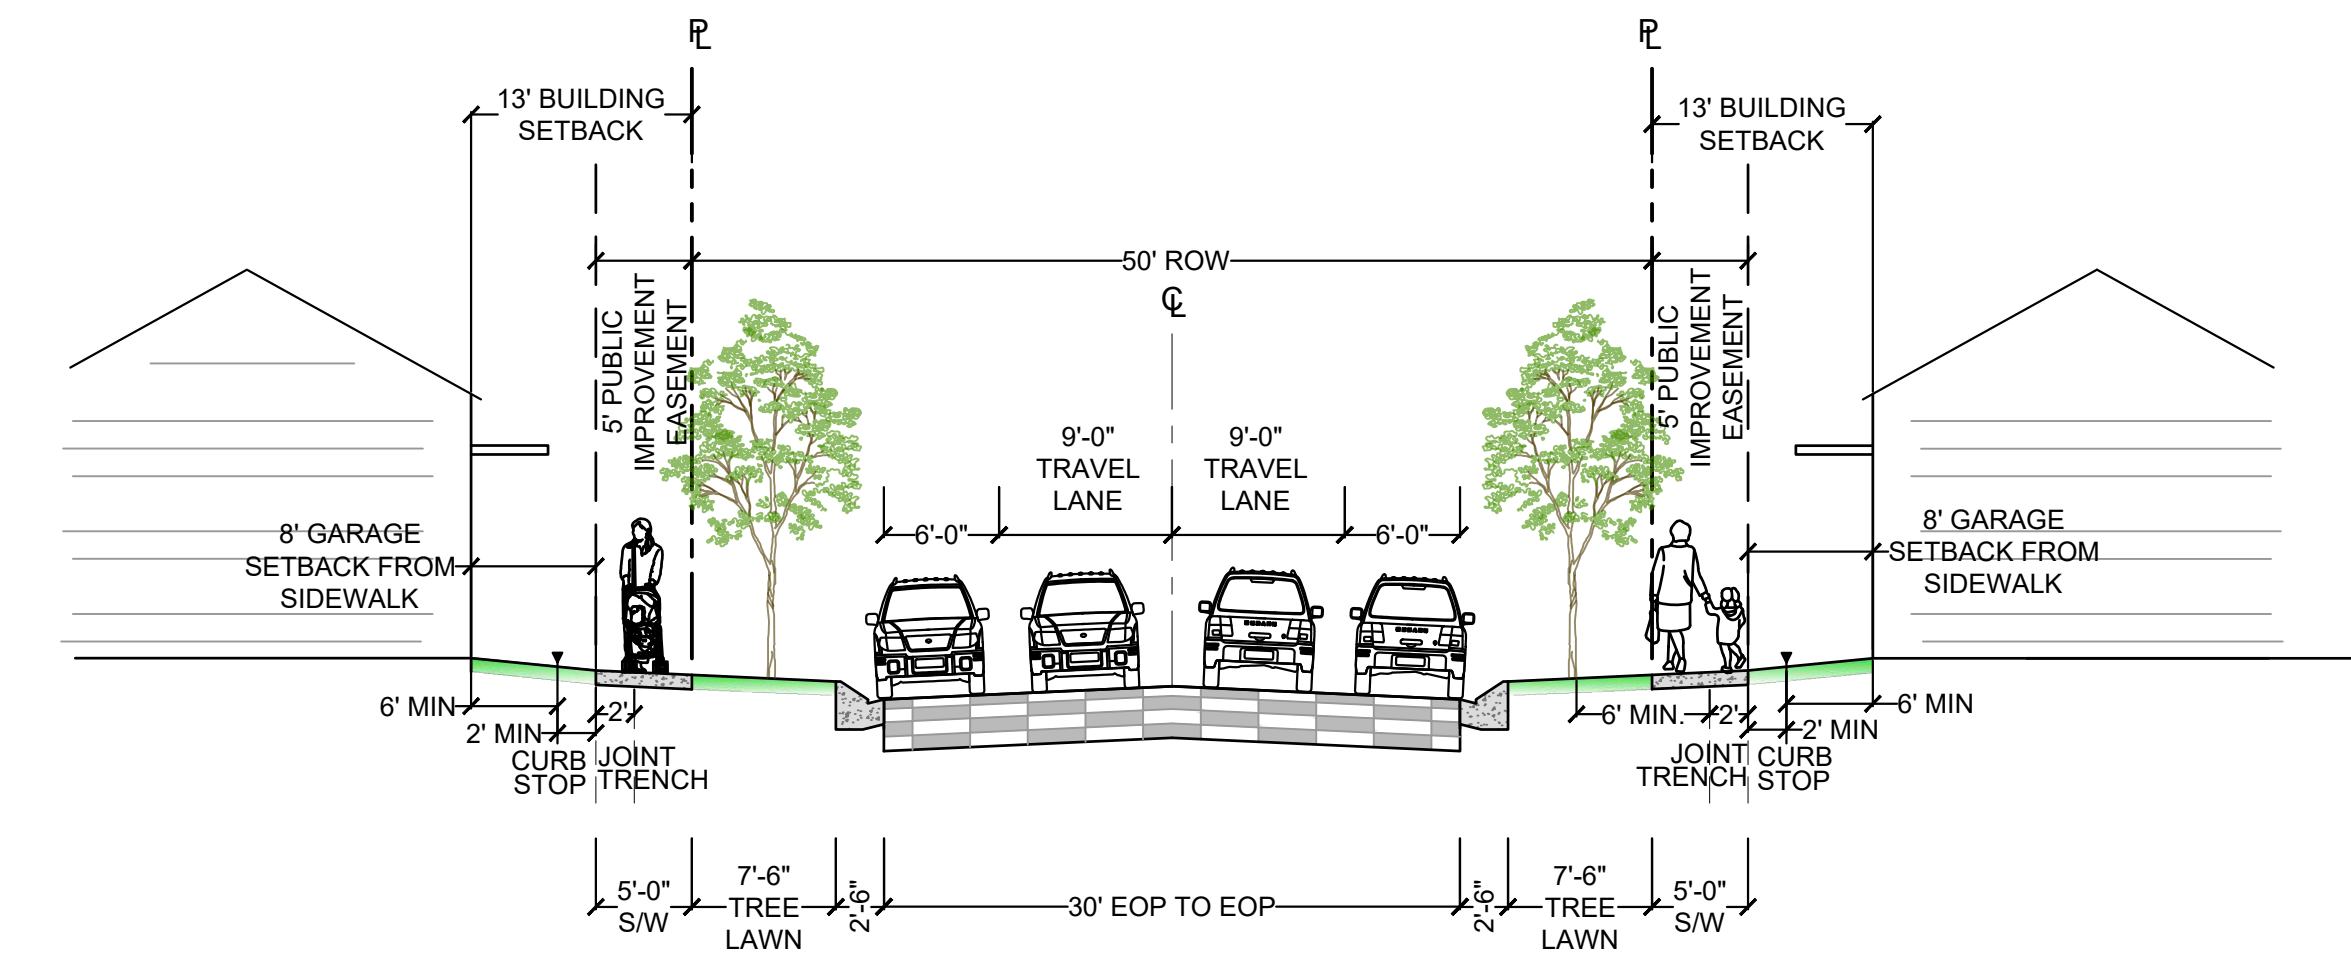 PL
PL
13' BUILDING
SETBACK
13' BUILDING
SETBACK
50' ROW
CL
5' PUBLIC
IMPROVEMENT
EASEMENT
5' PUBLIC
IMPROVEMENT
EASEMENT
9'-0"
TRAVEL
LANE
9'-0"
TRAVEL
LANE
6'-0"
6'-0"
8' GARAGE
SETBACK FROM
SIDEWALK
8' GARAGE
SETBACK FROM
SIDEWALK
6' MIN
2' MIN
2'
CURB
STOP
JOINT
TRENCH
6' MIN.
2'
6' MIN
2' MIN
JOINT
TRENCH
CURB
STOP
5'-0"
S/W
7'-6"
TREE
LAWN
2'-6"
30' EOP TO EOP
2'-6"
7'-6"
TREE
LAWN
5'-0"
S/W